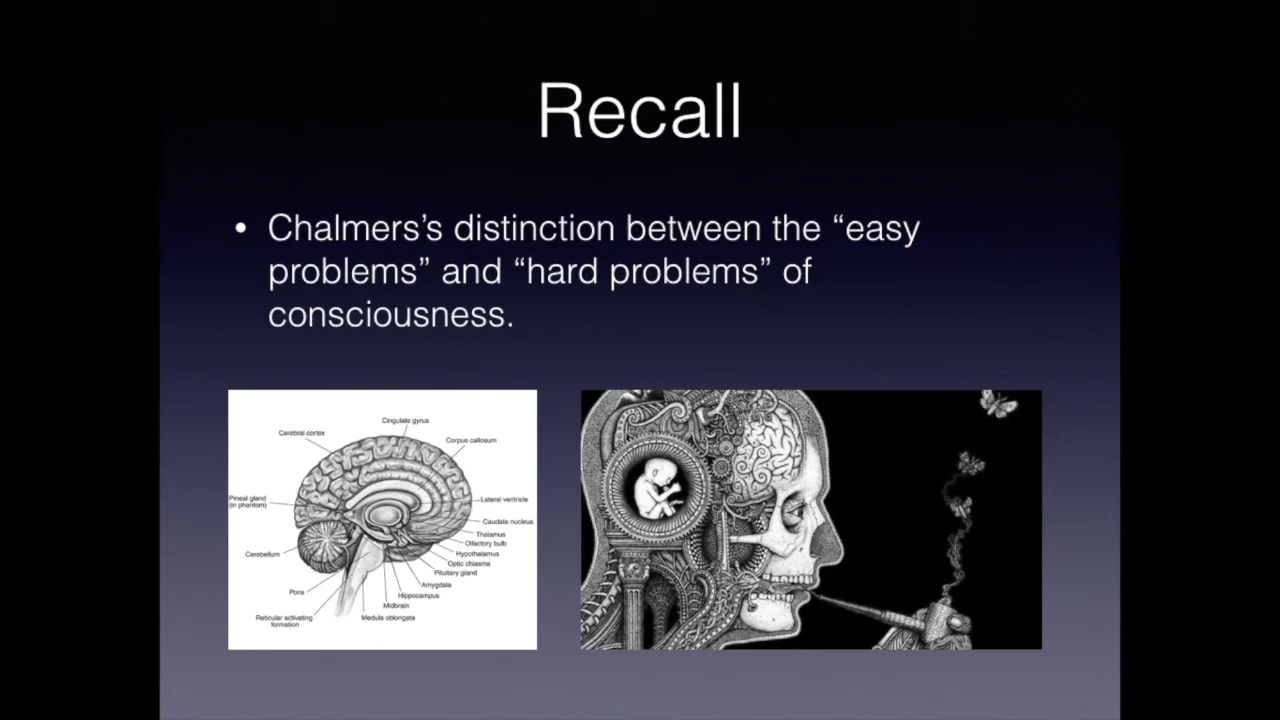 Recall
• Chalmers’s distinction between the “easy
problems” and “hard problems” of
consciousness.
Cingulate gyrus
Cerebral cortex
Corpus callosum
Pineal gland
(in phantom)
Lateral ventricle
Caudate nucleus
Thalamus
Olfactory bulb
Cerebellum
Hypothalamus
Optic chiasma
Pituitary gland
Amygdala
Pons
Hippocampus
Midbrain
Reticular activating
formation
Medula oblongata